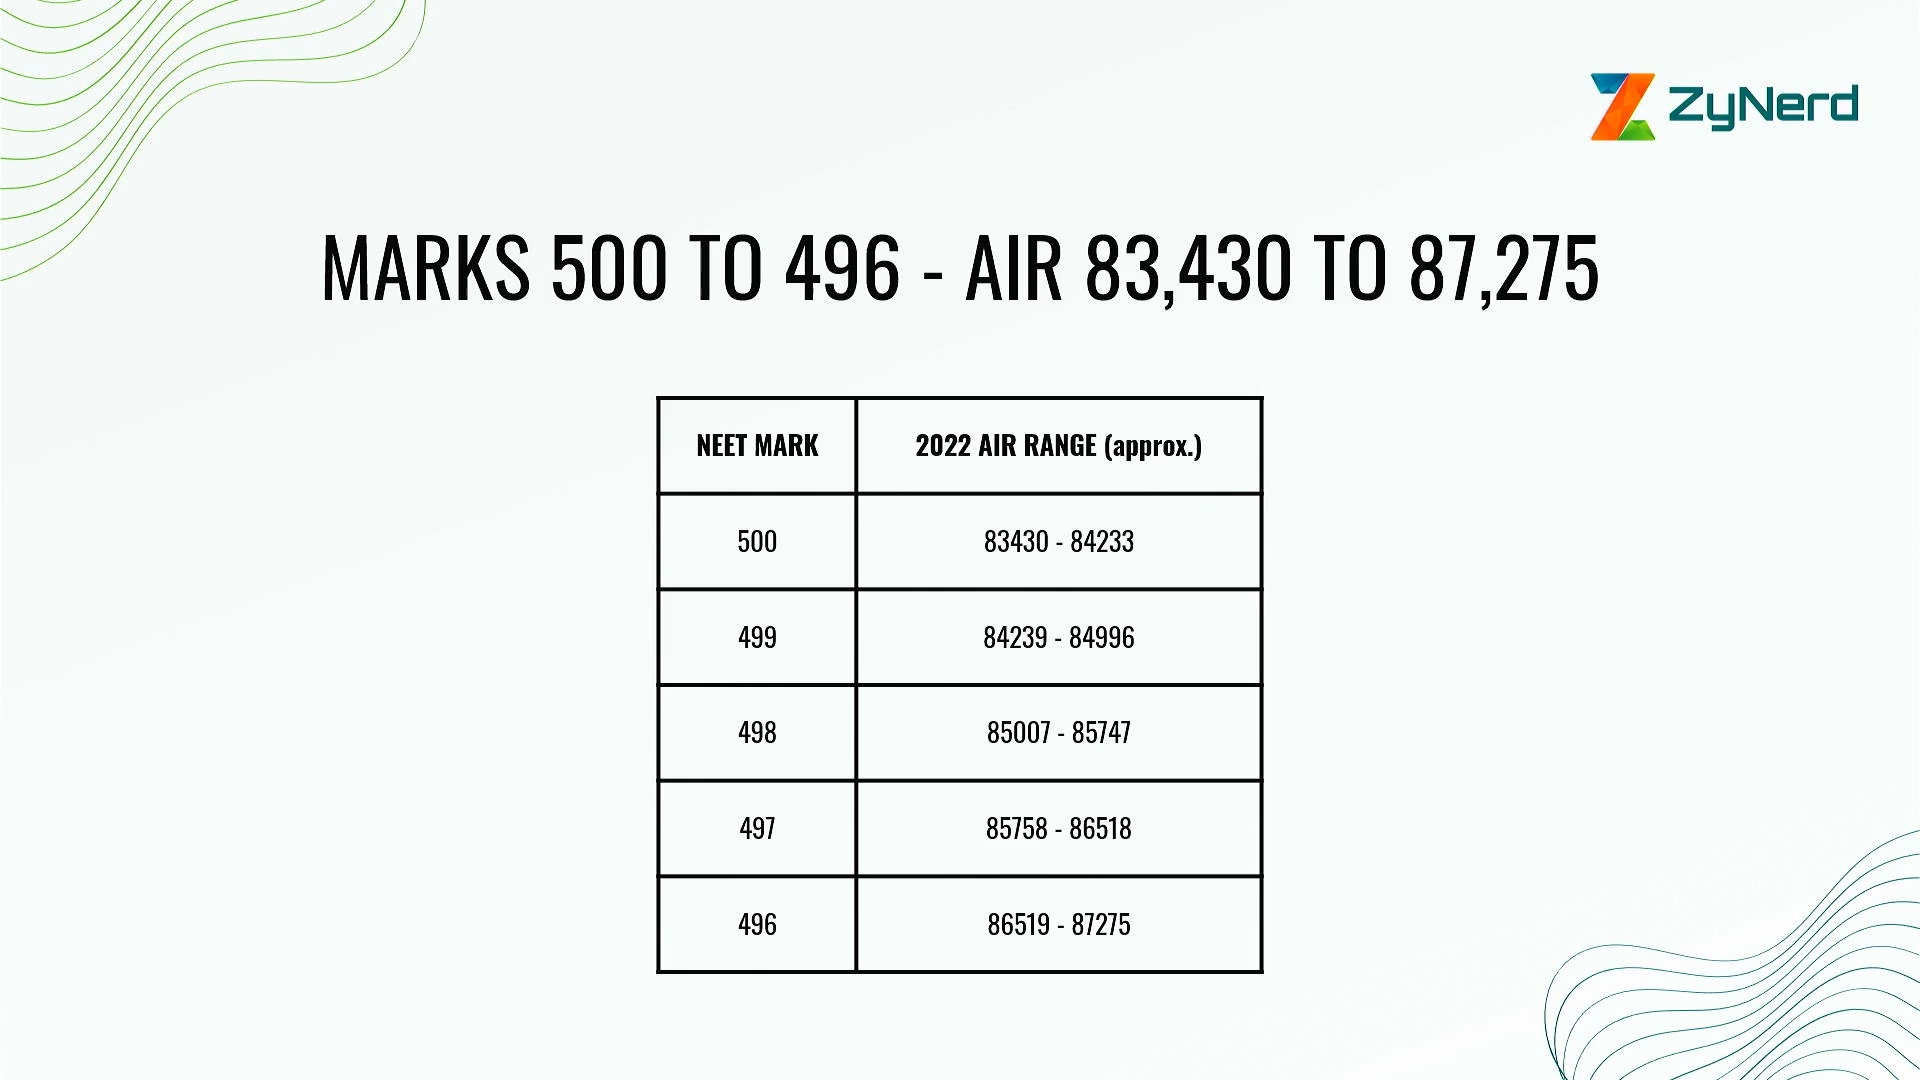 ZyNerd
MARKS 500 TO 496 - AIR 83,430 TO 87,275
NEET MARK 2022 AIR RANGE (approx.)
500 83430 - 84233
499 84239 - 84996
498 85007 - 85747
497 85758 - 86518
496 86519 - 87275